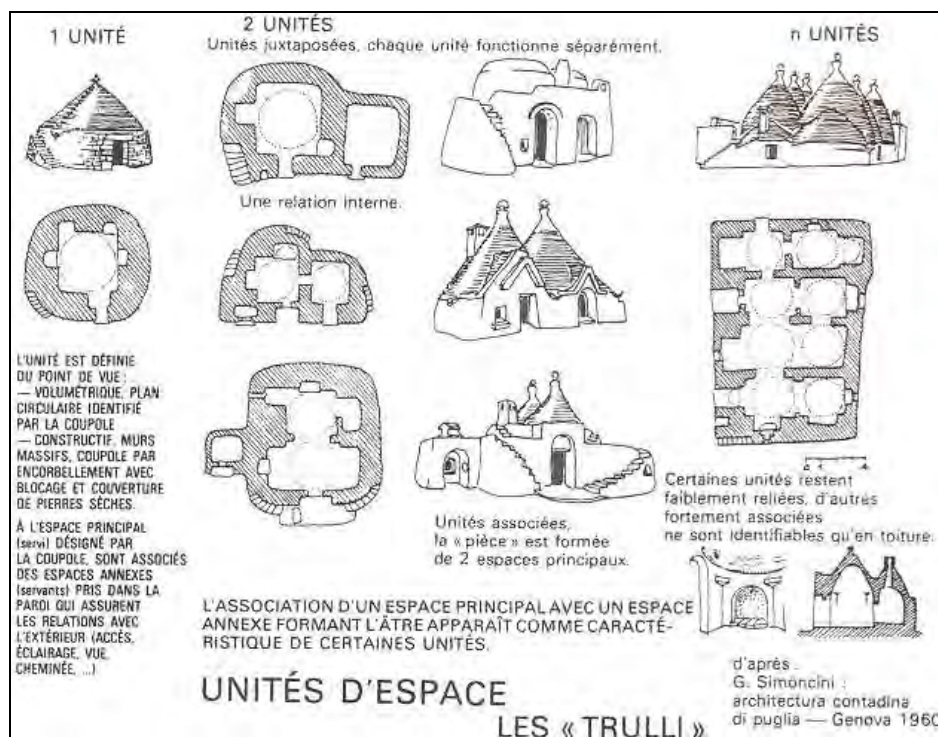 1 UNITÉ
2 UNITÉS
Unités juxtaposées, chaque unité fonctionne séparément.
n UNITÉS
Une relation interne.
L'UNITÉ EST DÉFINIE
DU POINT DE VUE :
— VOLUMÉTRIQUE, PLAN
CIRCULAIRE IDENTIFIÉ
PAR LA COUPOLE
— CONSTRUCTIF, MURS
MASSIFS, COUPOLE PAR
ENCORBELLEMENT AVEC
BLOCAGE ET COUVERTURE
DE PIERRES SÈCHES.
À L'ESPACE PRINCIPAL
(servi) DÉSIGNÉ PAR
LA COUPOLE, SONT ASSOCIÉS
DES ESPACES ANNEXES
(servants) PRIS DANS LA
PAROI QUI ASSURENT
LES RELATIONS AVEC
L'EXTÉRIEUR (ACCÈS,
ÉCLAIRAGE, VUE,
CHEMINÉE, ...)
Unités associées,
la « pièce » est formée
de 2 espaces principaux.
Certaines unités restent
faiblement reliées, d'autres
fortement associées
ne sont identifiables qu'en toiture.
L'ASSOCIATION D'UN ESPACE PRINCIPAL AVEC UN ESPACE
ANNEXE FORMANT L'ÂTRE APPARAÎT COMME CARACTÉ-
RISTIQUE DE CERTAINES UNITÉS.
UNITÉS D'ESPACE
LES « TRULLI »
d'après :
G. Simoncini :
architectura contadina
di puglia — Genova 1960